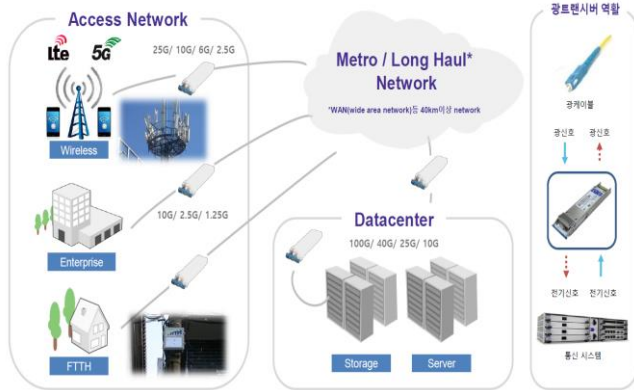 Access Network
lte 5G
25G/ 10G/ 6G/ 2.5G
Wireless
10G/ 2.5G/ 1.25G
Enterprise
FTTH
Metro / Long Haul*
Network
*WAN(wide area network)등 40km이상 network
Datacenter
100G/ 40G/ 25G/ 10G
Storage
Server
광트랜시버 역할
광케이블
광신호 광신호
전기신호 전기신호
통신 시스템